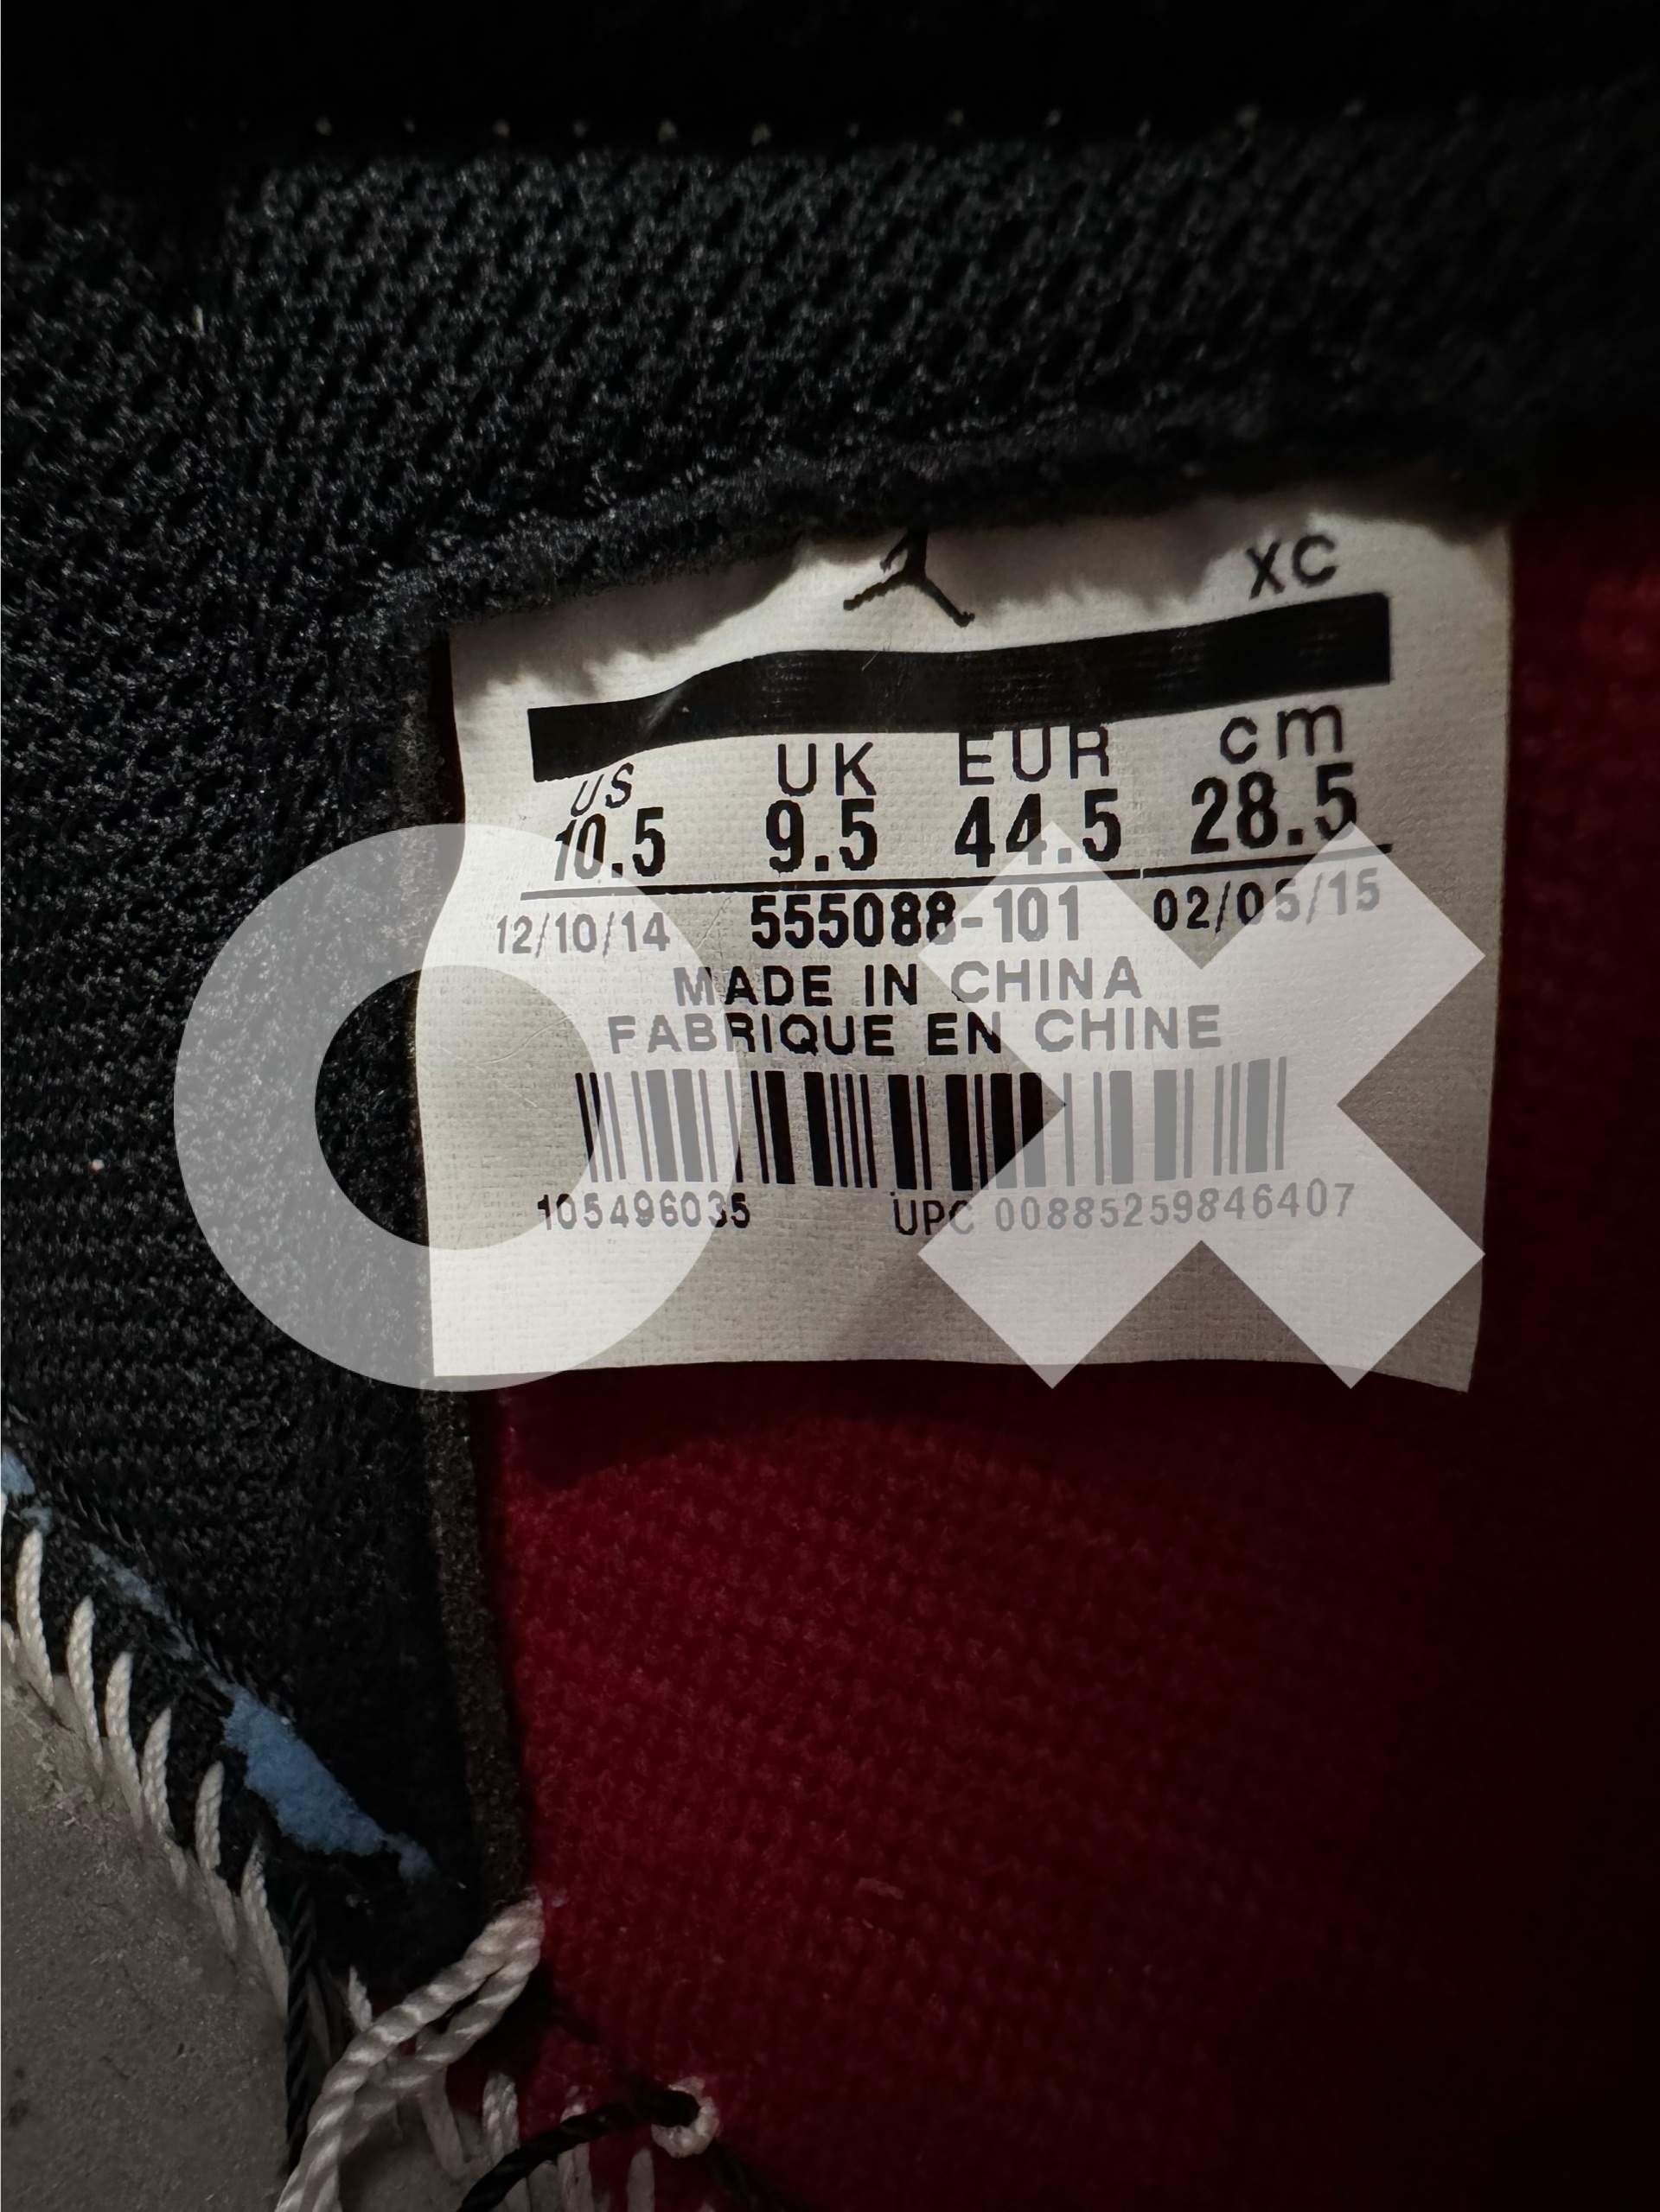 XC
US UK EUR cm
10.5 9.5 44.5 28.5
12/10/14 555088-101 02/05/15
MADE IN CHINA
FABRIQUE EN CHINE
105496035 UPC 00885259846407
OX